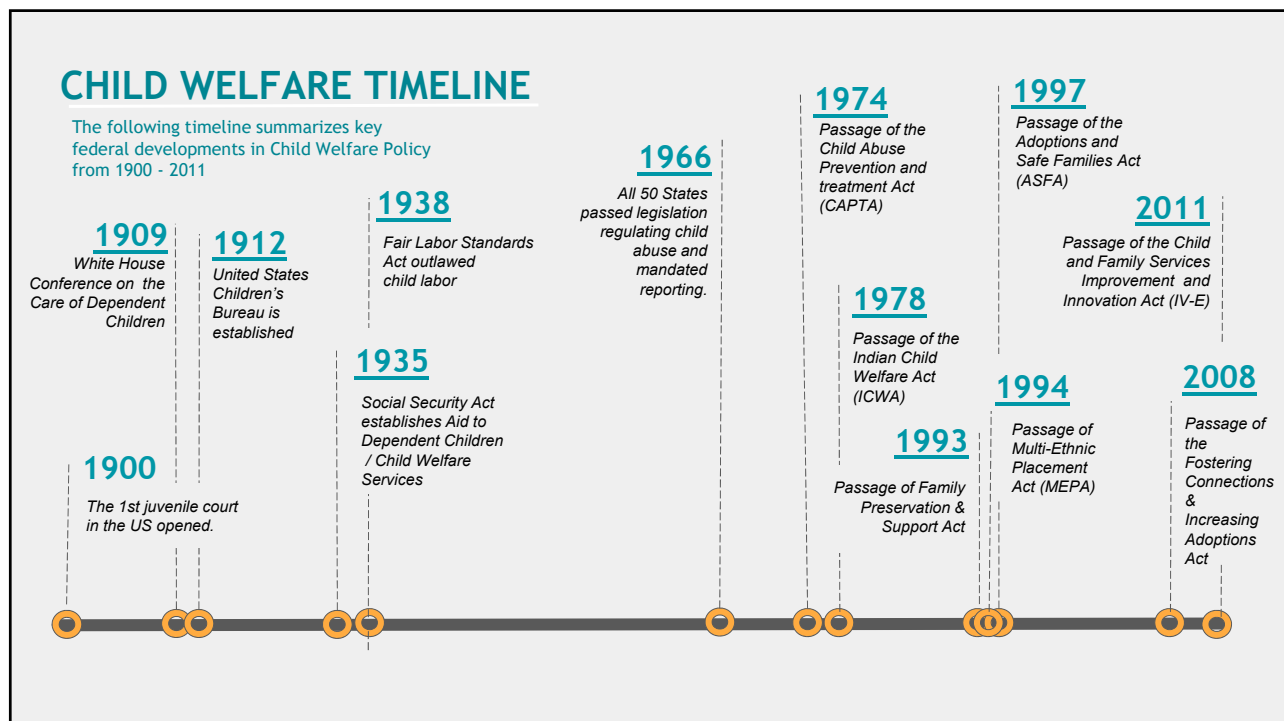 CHILD WELFARE TIMELINE
The following timeline summarizes key
federal developments in Child Welfare Policy
from 1900 - 2011
1900
The 1st juvenile court
in the US opened.
1909
White House
Conference on the
Care of Dependent
Children
1912
United States
Children's
Bureau is
established
1935
Social Security Act
establishes Aid to
Dependent Children
/ Child Welfare
Services
1938
Fair Labor Standards
Act outlawed
child labor
1966
All 50 States
passed legislation
regulating child
abuse and
mandated
reporting.
1974
Passage of the
Child Abuse
Prevention and
treatment Act
(CAPTA)
1978
Passage of the
Indian Child
Welfare Act
(ICWA)
1993
Passage of Family
Preservation &
Support Act
1994
Passage of
Multi-Ethnic
Placement
Act (MEPA)
1997
Passage of the
Adoptions and
Safe Families Act
(ASFA)
2008
Passage of
the
Fostering
Connections
&
Increasing
Adoptions
Act
2011
Passage of the Child
and Family Services
Improvement and
Innovation Act (IV-E)